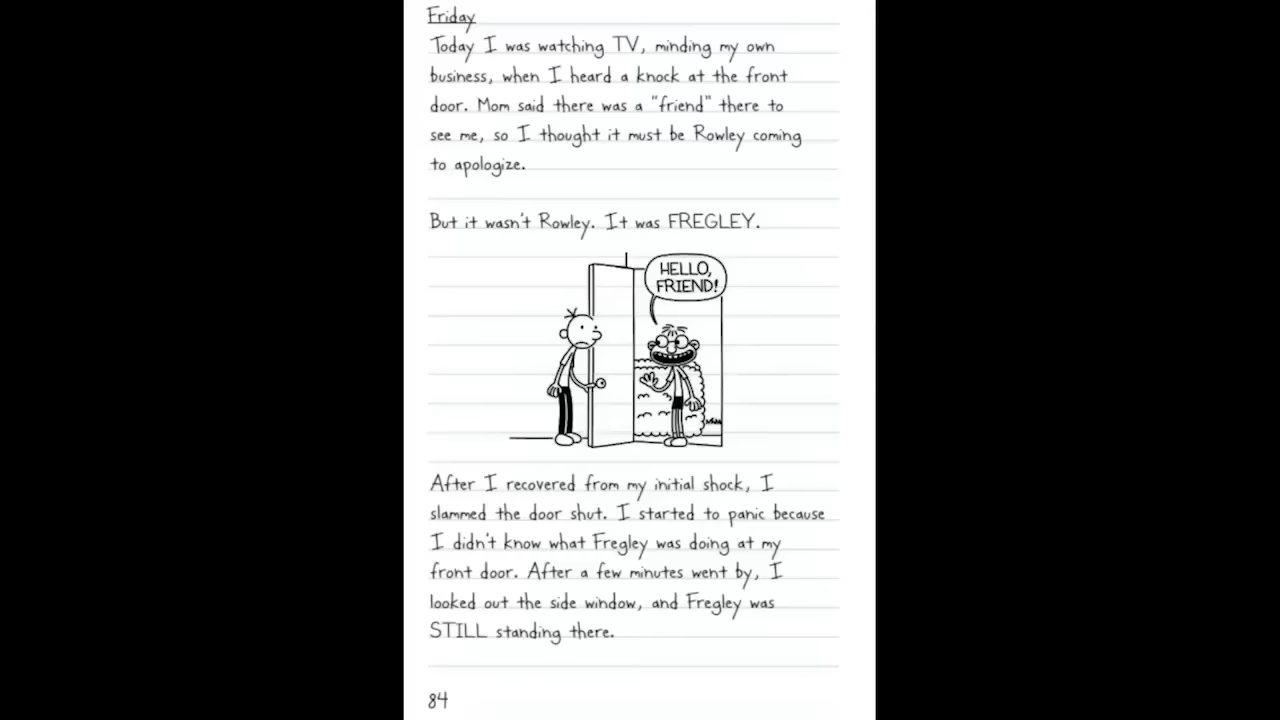 Friday
Today I was watching TV, minding my own
business, when I heard a knock at the front
door. Mom said there was a "friend" there to
see me, so I thought it must be Rowley coming
to apologize.
But it wasn't Rowley. It was FREGLEY.
HELLO,
FRIEND!
After I recovered from my initial shock, I
slammed the door shut. I started to panic because
I didn't know what Fregley was doing at my
front door. After a few minutes went by, I
looked out the side window, and Fregley was
STILL standing there.
84